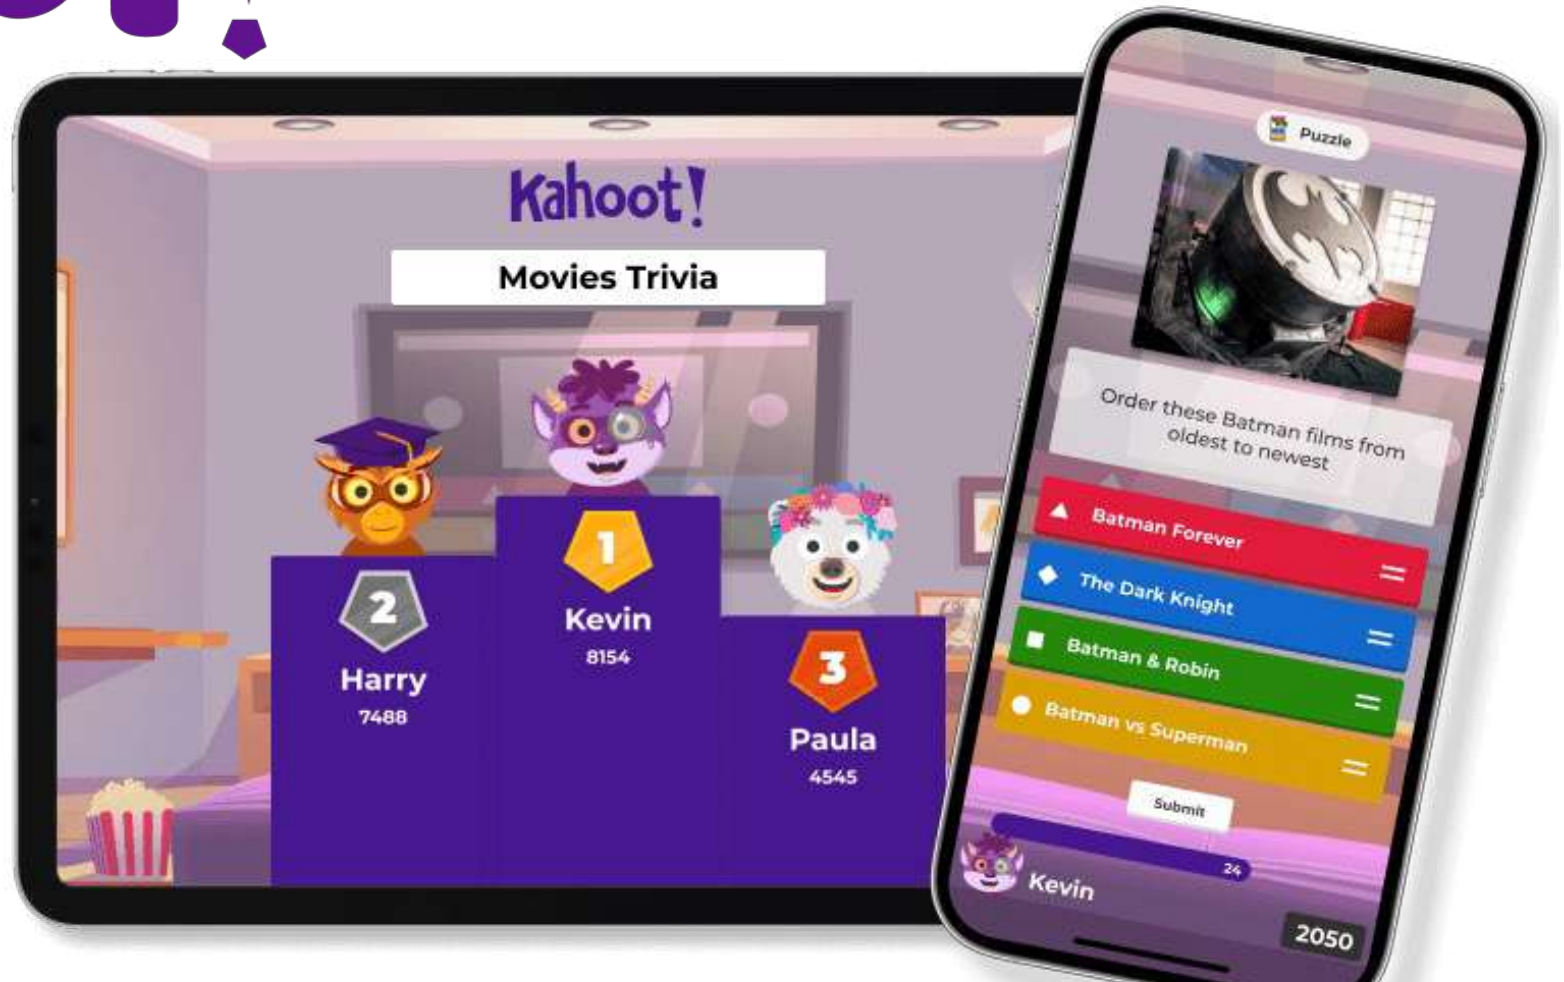 Kahoot!
Movies Trivia
1
Kevin
8154
2
Harry
7488
3
Paula
4545
Puzzle
Order these Batman films from
oldest to newest
Batman Forever
The Dark Knight
Batman & Robin
Batman vs Superman
Submit
24
Kevin
2050